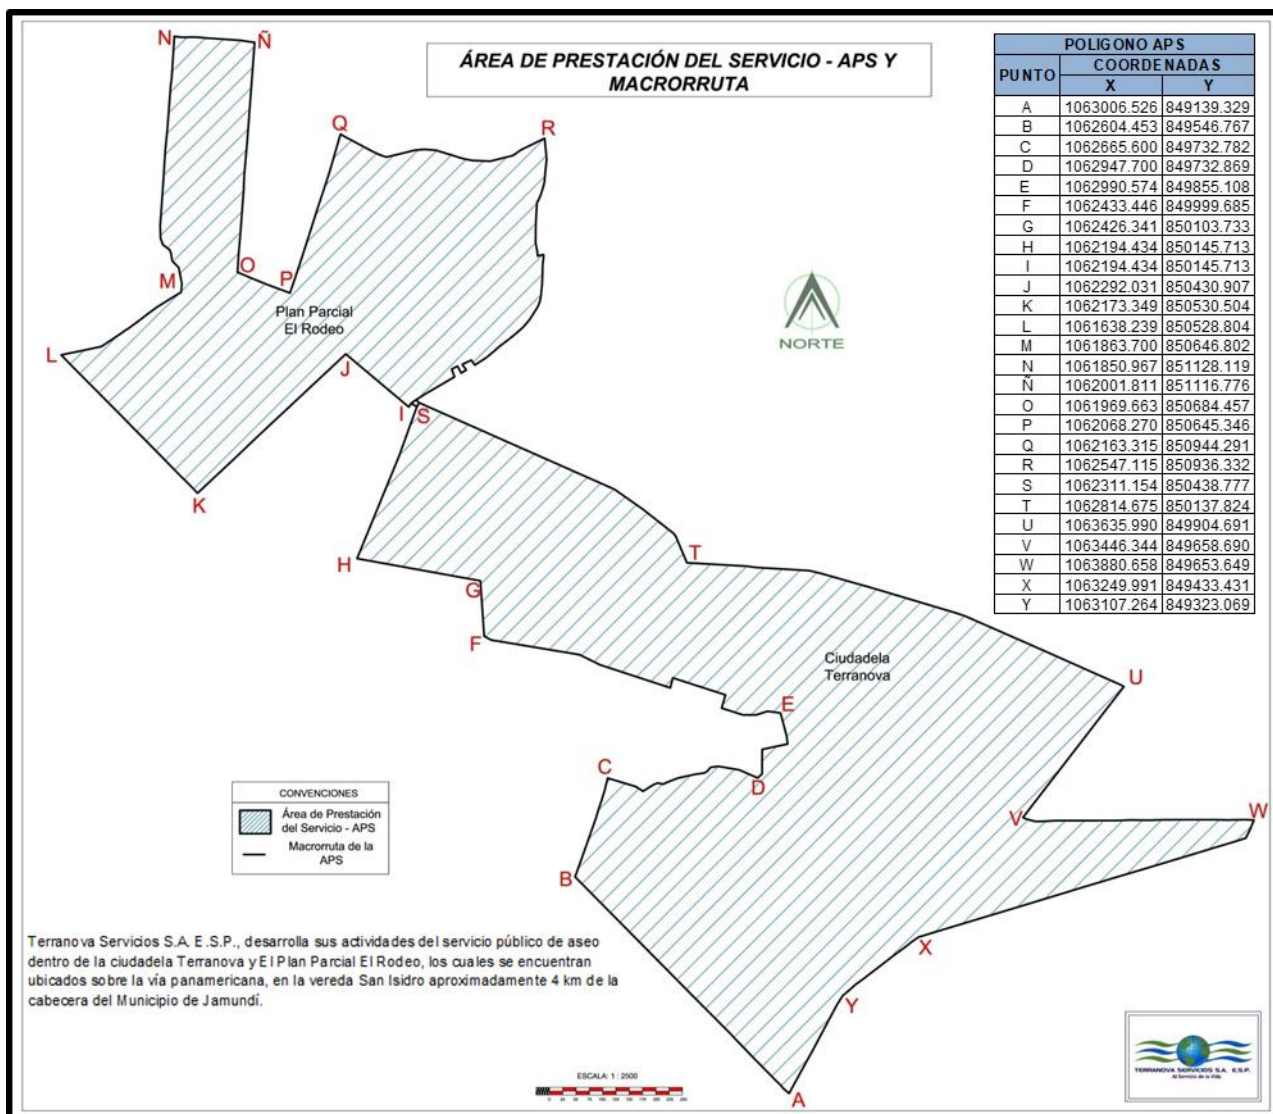 ÁREA DE PRESTACIÓN DEL SERVICIO - APS Y
MACRORRUTA
POLIGONO APS
PUNTO COORDENADAS
X Y
A 1063006.526 849139.329
B 1062604.453 849546.767
C 1062665.600 849732.782
D 1062947.700 849732.869
E 1062990.574 849855.108
F 1062433.446 849999.685
G 1062426.341 850103.733
H 1062194.434 850145.713
I 1062194.434 850145.713
J 1062292.031 850430.907
K 1062173.349 850530.504
L 1061638.239 850528.804
M 1061863.700 850646.802
N 1061850.967 851128.119
Ñ 1062001.811 851116.776
O 1061969.663 850684.457
P 1062068.270 850645.346
Q 1062163.315 850944.291
R 1062547.115 850936.332
S 1062311.154 850438.777
T 1062814.675 850137.824
U 1063635.990 849904.691
V 1063446.344 849658.690
W 1063880.658 849653.649
X 1063249.991 849433.431
Y 1063107.264 849323.069
N
Ñ
Q
R
M
O
P
Plan Parcial
El Rodeo
NORTE
L
J
I
S
K
H
G
T
F
Ciudadela
Terranova
U
E
C
D
V
W
B
X
Y
A
CONVENCIONES
Área de Prestación
del Servicio - APS
Macrorruta de la
APS
Terranova Servicios S.A. E.S.P., desarrolla sus actividades del servicio público de aseo
dentro de la ciudadela Terranova y El Plan Parcial El Rodeo, los cuales se encuentran
ubicados sobre la vía panamericana, en la vereda San Isidro aproximadamente 4 km de la
cabecera del Municipio de Jamundí.
ESCALA: 1 : 2500
TERRANOVA SERVICIOS S.A. E.S.P.
Al Servicio de la Vida